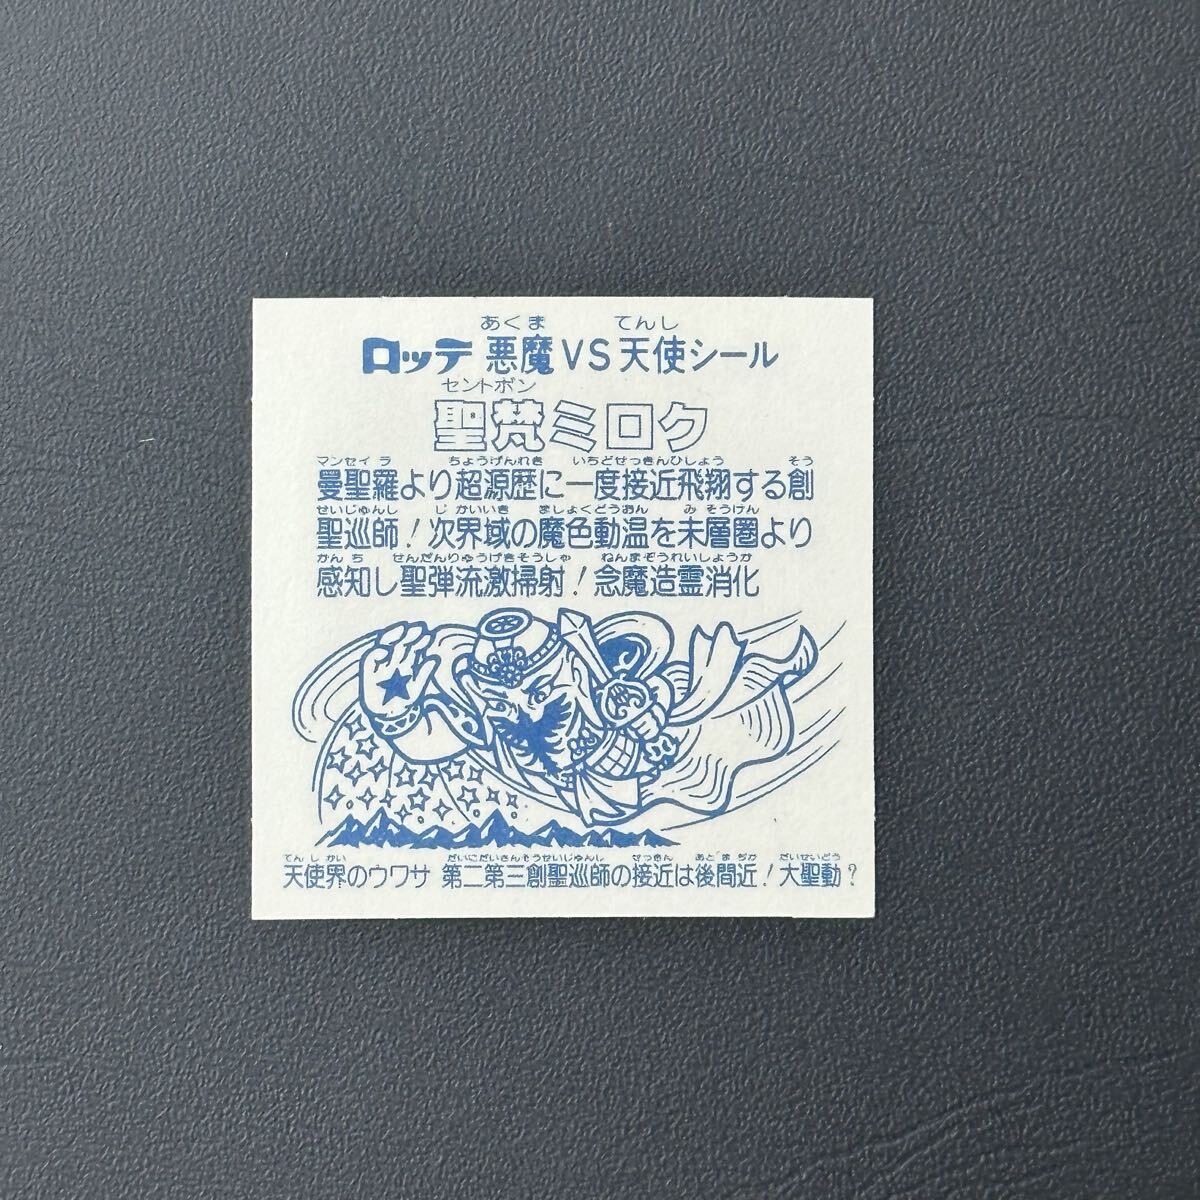 あくま てんし
ロッテ 悪魔VS天使シール
セントボン
聖梵ミロク
マンセイラ ちょうげんれき いちどせっきんひしょう そう
曼聖羅より超源歴に一度接近飛翔する創
せいじゅんし じかいいき ましょくどうおん みそうけん
聖巡師!次界域の魔色動温を未層圏より
かんち せんだんりゅうげきそうしゃ ねんまぞうれいしょうか
感知し聖弾流激掃射!念魔造霊消化
てんしかい だいにだいさんそうせいじゅんし せっきん あとまぢか だいせいどう
天使界のウワサ 第二第三創聖巡師の接近は後間近!大聖動?